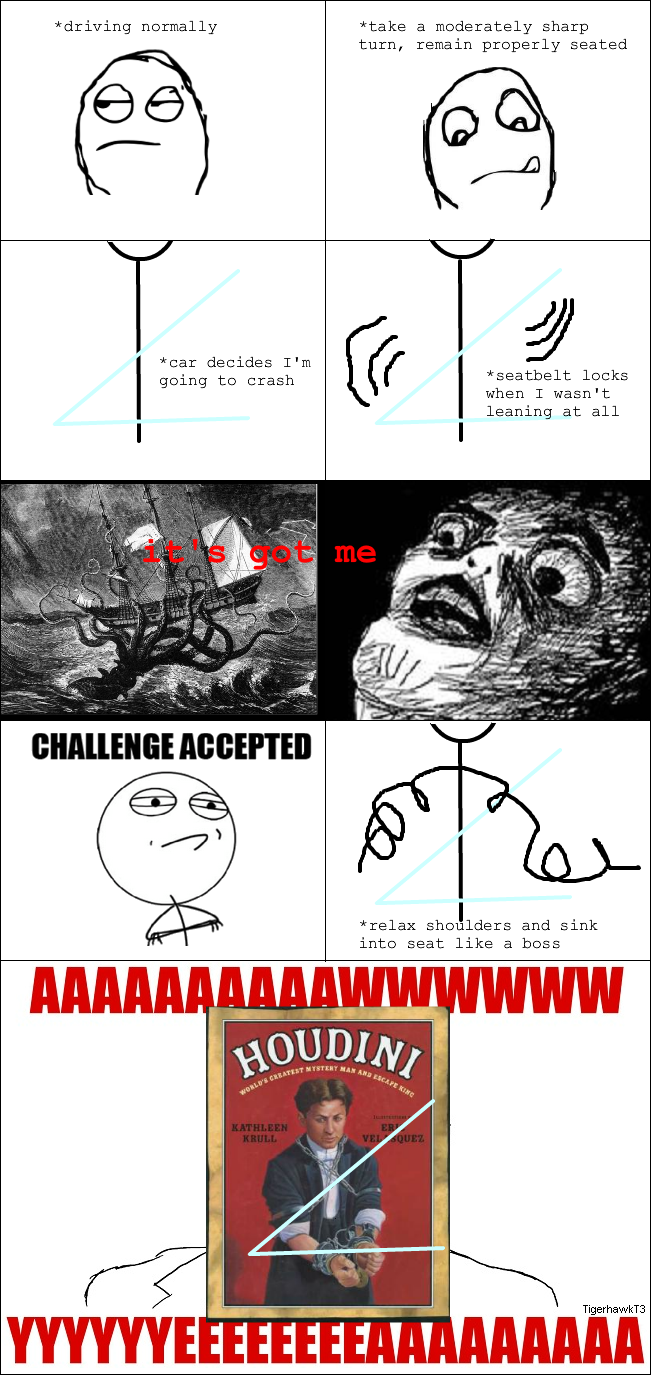 *driving normally
*take a moderately sharp
turn, remain properly seated
*car decides I'm
going to crash
*seatbelt locks
when I wasn't
leaning at all
it's got me
CHALLENGE ACCEPTED
*relax shoulders and sink
into seat like a boss
AAAAAAAAAAWWWWWWW
HOUDINI
WORLD'S GREATEST MYSTERY MAN AND ESCAPE KING
KATHLEEN
KRULL
TigerhawkT3
YYYYYYEEEEEEEEAAAAAAAAA